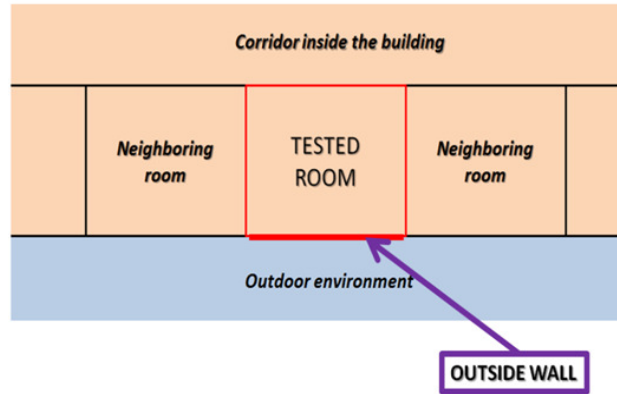 Corridor inside the building
Neighboring
room
TESTED
ROOM
Neighboring
room
Outdoor environment
OUTSIDE WALL